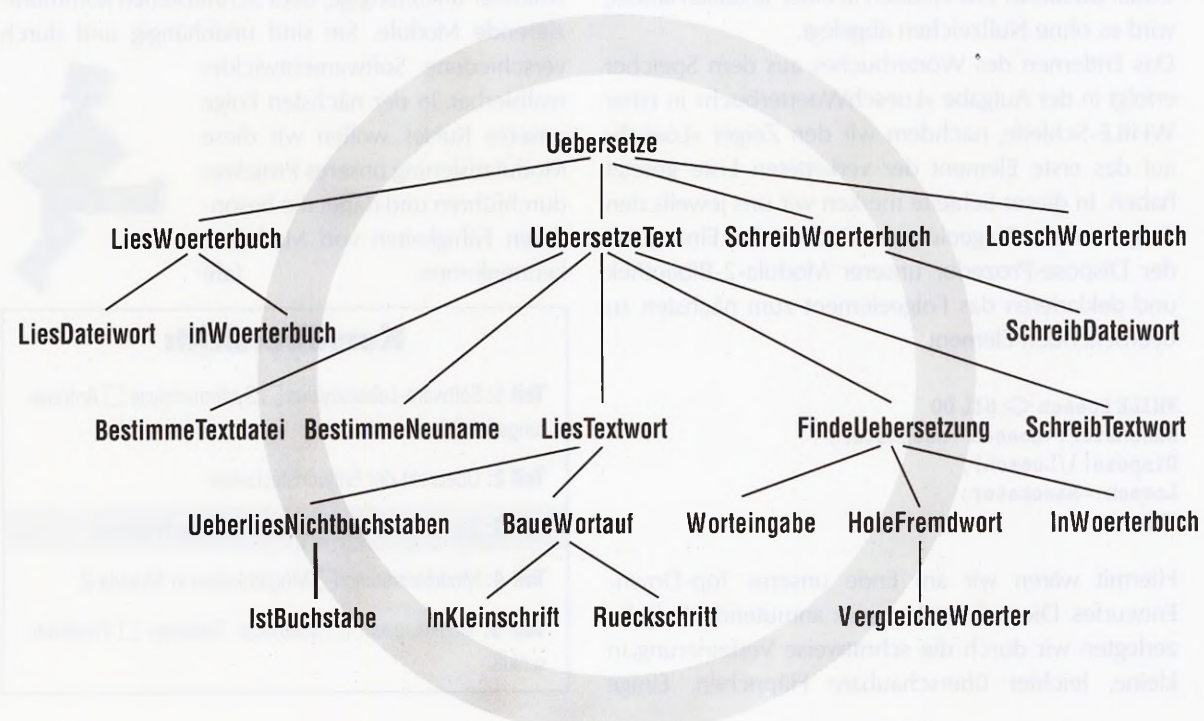 Uebersetze
LiesWoerterbuch UebersetzeText SchreibWoerterbuch LoeschWoerterbuch
LiesDateiwort inWoerterbuch SchreibDateiwort
BestimmeTextdatei BestimmeNeuname LiesTextwort FindeUebersetzung SchreibTextwort
UeberliesNichtbuchstaben BaueWortauf Worteingabe HoleFremdwort InWoerterbuch
IstBuchstabe InKleinschrift Rueckschritt VergleicheWoerter